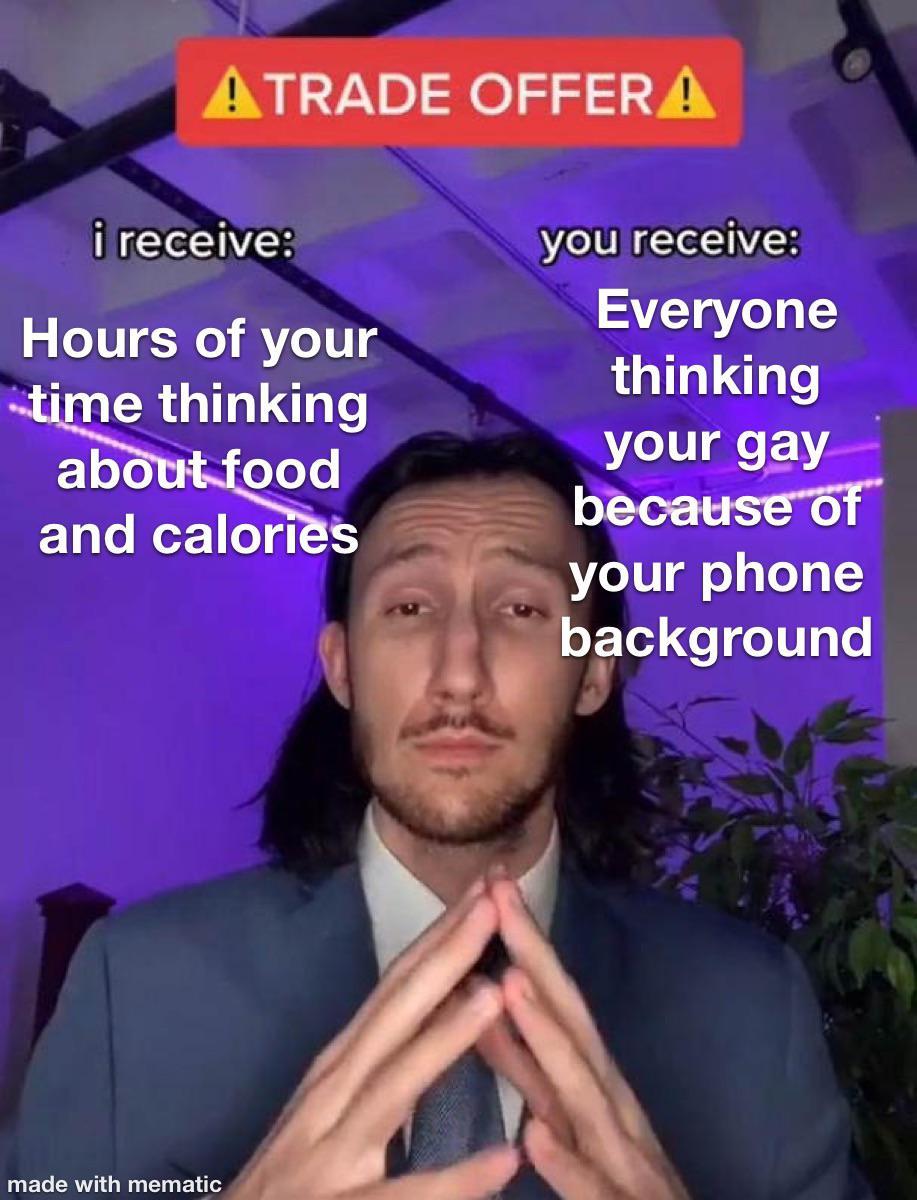 ⚠TRADE OFFER⚠
i receive:
you receive:
Hours of your
time thinking
about food
and calories
Everyone
thinking
your gay
because of
your phone
background
made with mematic